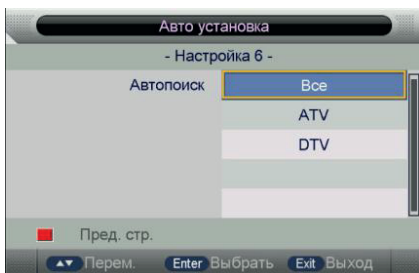 Авто установка
- Настройка 6 -
Автопоиск Все
ATV
DTV
Пред. стр.
Перем. Enter Выбрать Exit Выход